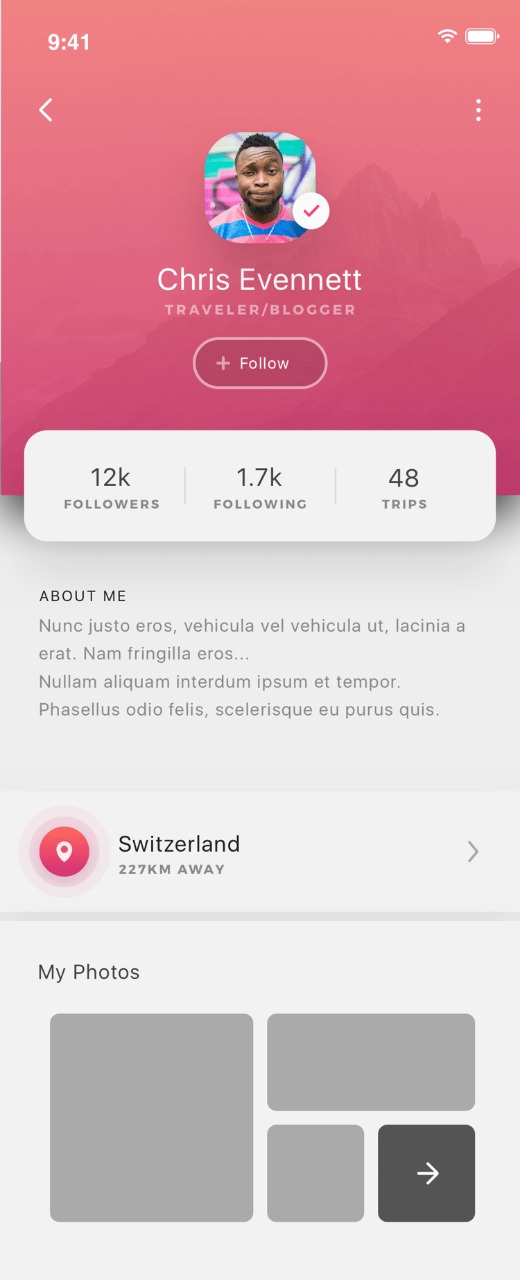 9:41
Chris Evennett
TRAVELER/BLOGGER
+ Follow
12k
FOLLOWERS
1.7k
FOLLOWING
48
TRIPS
ABOUT ME
Nunc justo eros, vehicula vel vehicula ut, lacinia a
erat. Nam fringilla eros...
Nullam aliquam interdum ipsum et tempor.
Phasellus odio felis, scelerisque eu purus quis.
Switzerland
227KM AWAY
My Photos